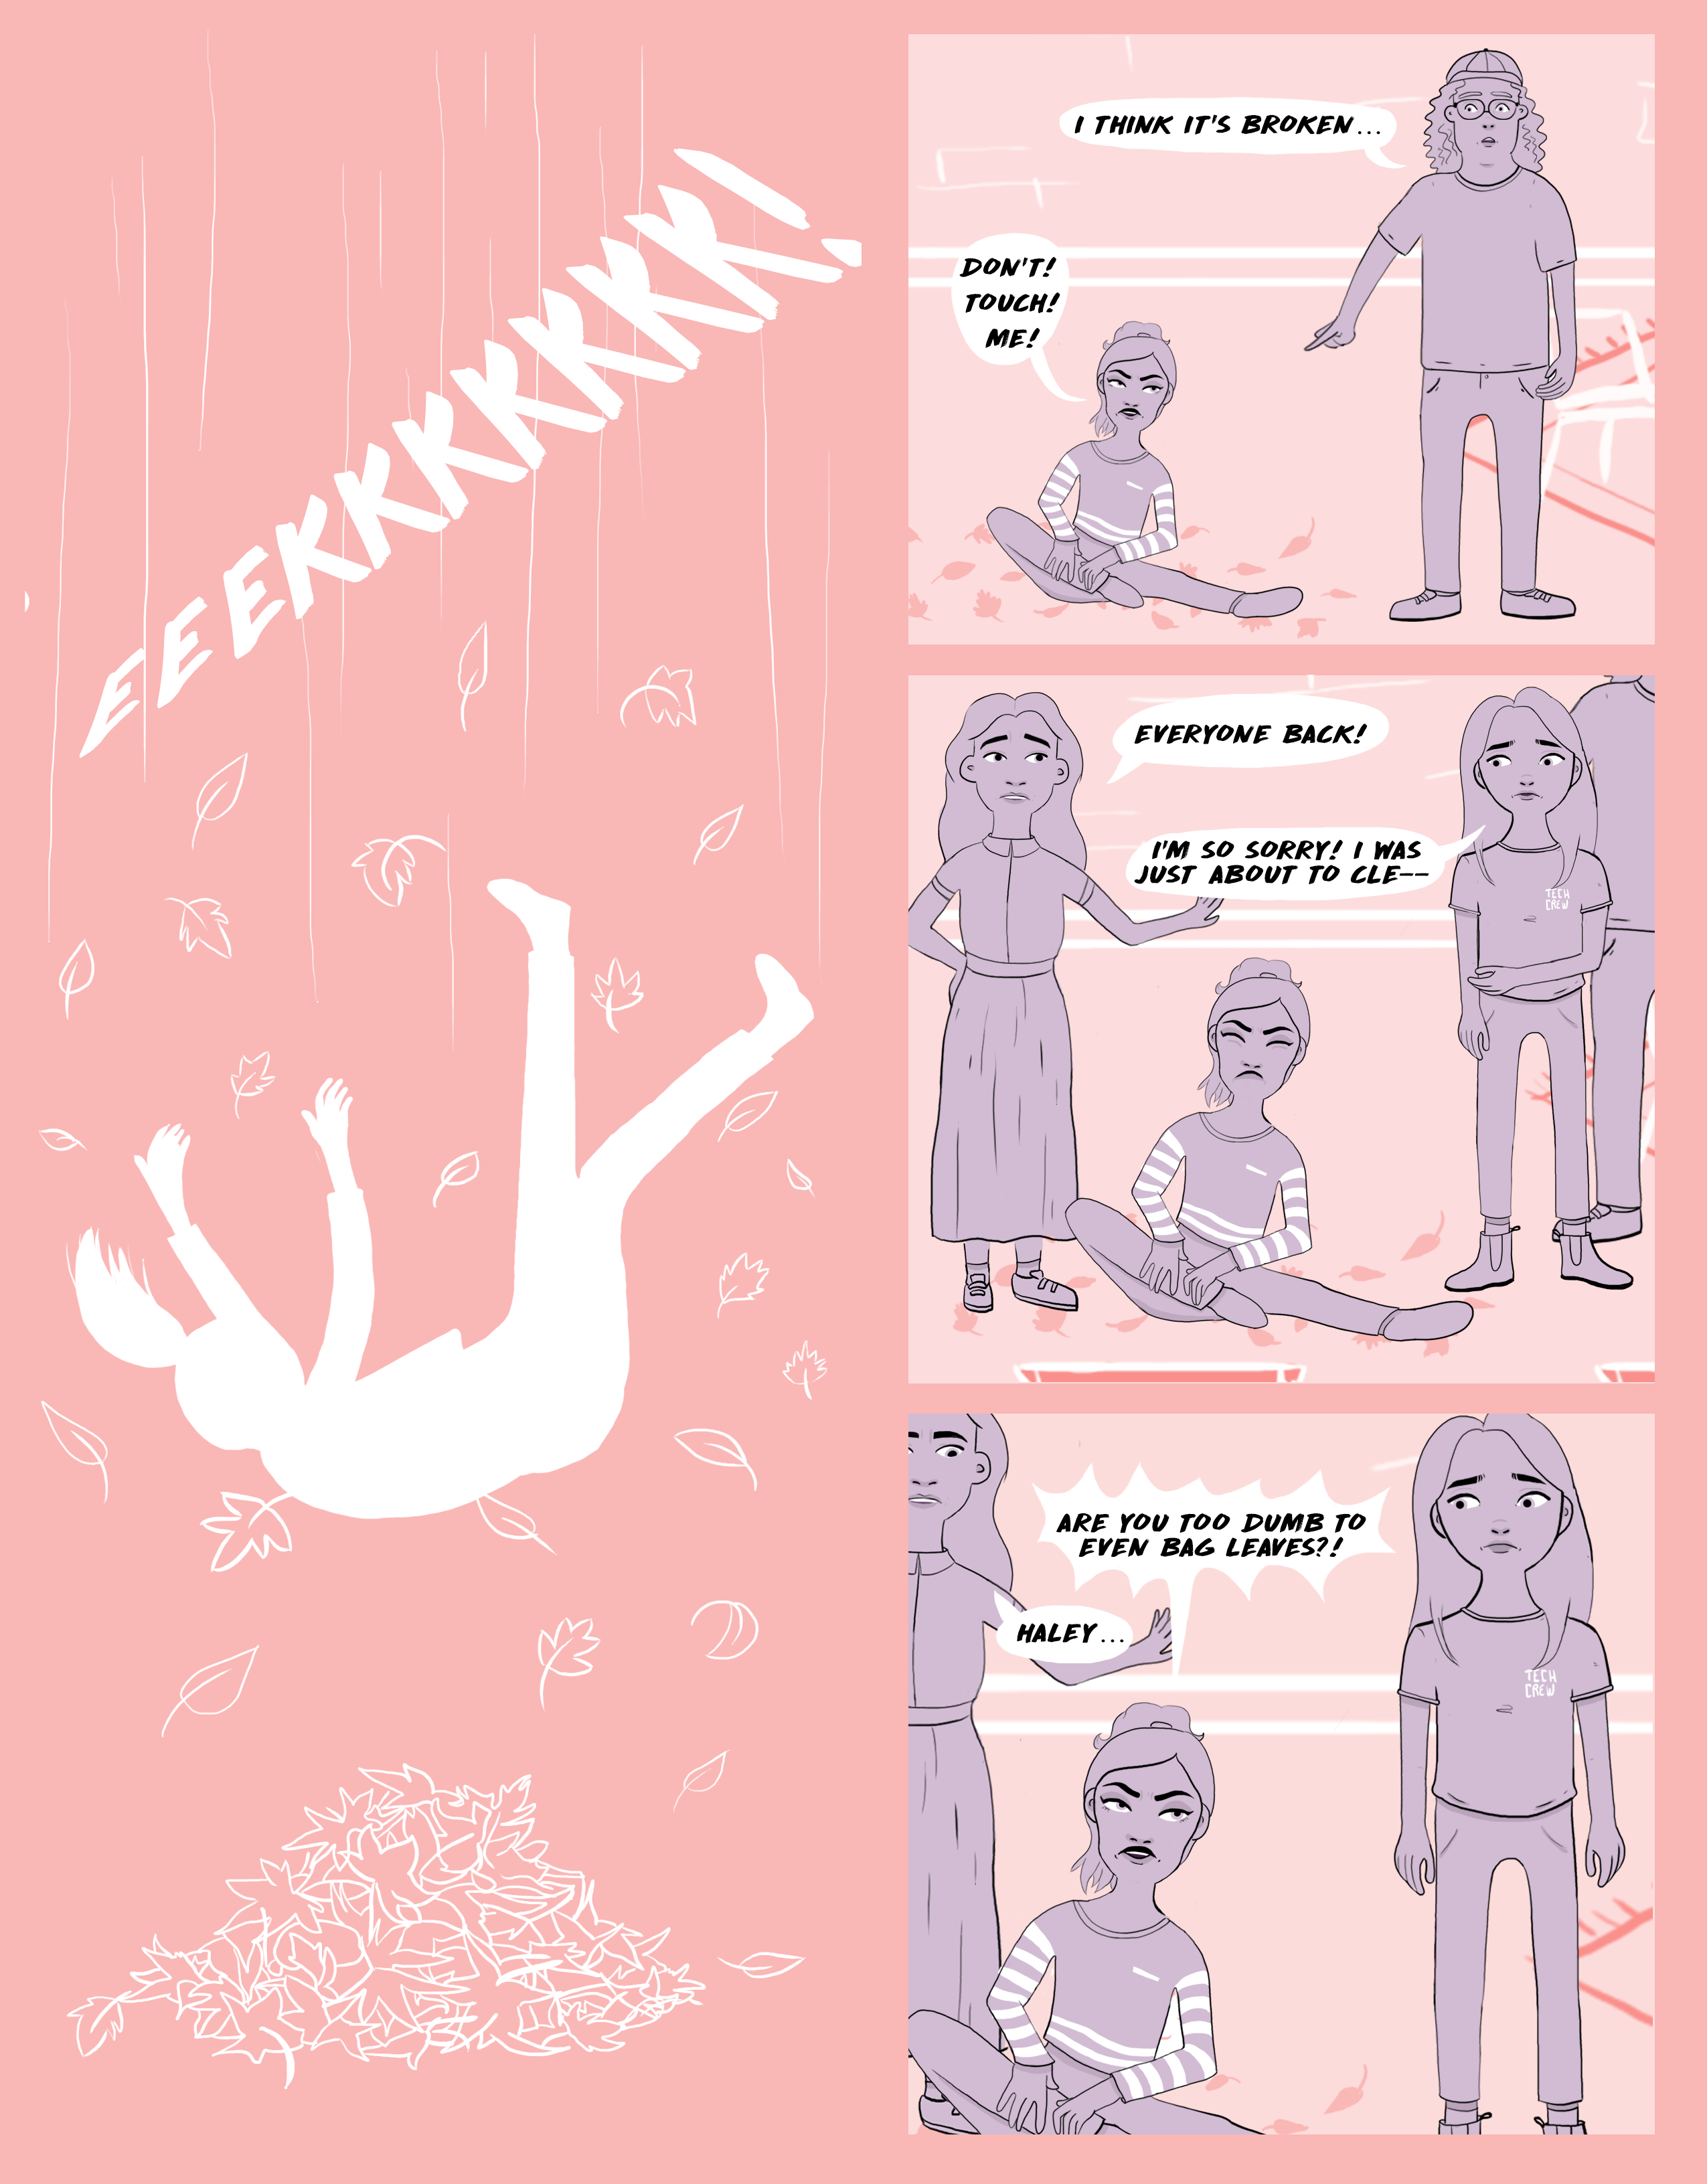 EEEKKKKKKKK!
I THINK IT'S BROKEN...
DON'T!
TOUCH!
ME!
EVERYONE BACK!
I'M SO SORRY! I WAS
JUST ABOUT TO CLE--
TECH
CREW
ARE YOU TOO DUMB TO
EVEN BAG LEAVES?!
HALEY...
TECH
CREW